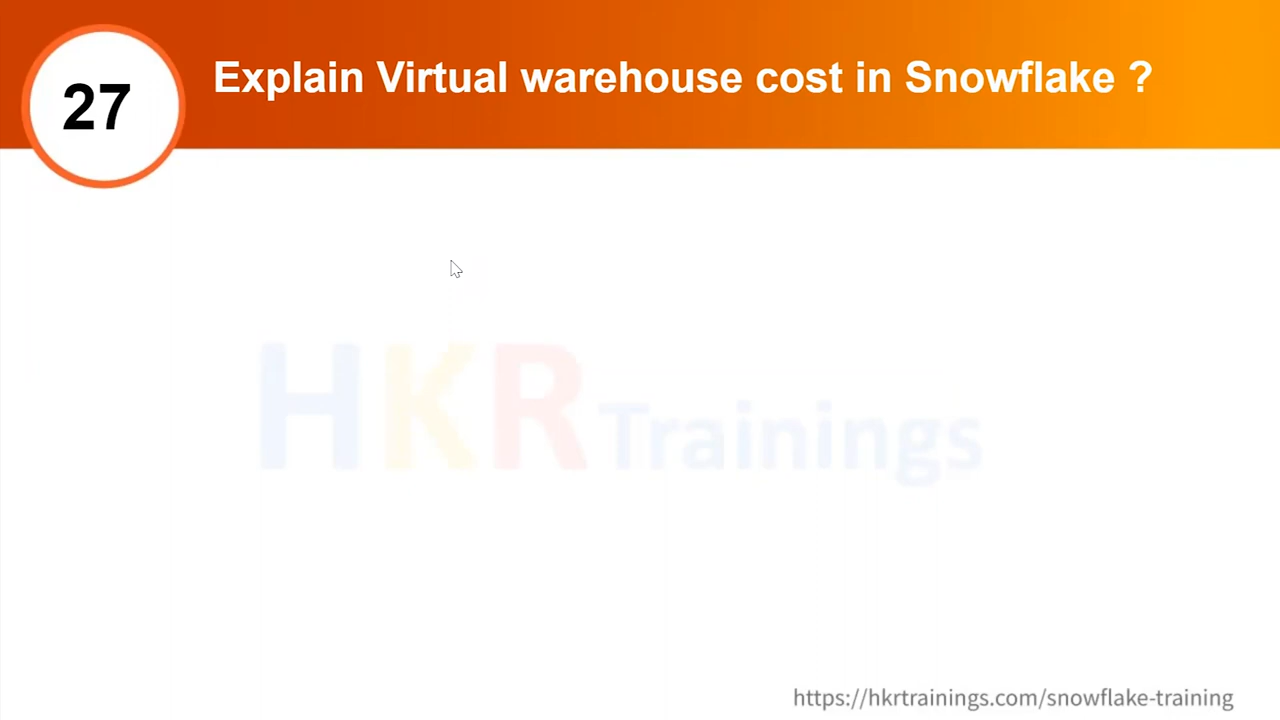 27
Explain Virtual warehouse cost in Snowflake ?
HKR Trainings
https://hkrtrainings.com/snowflake-training